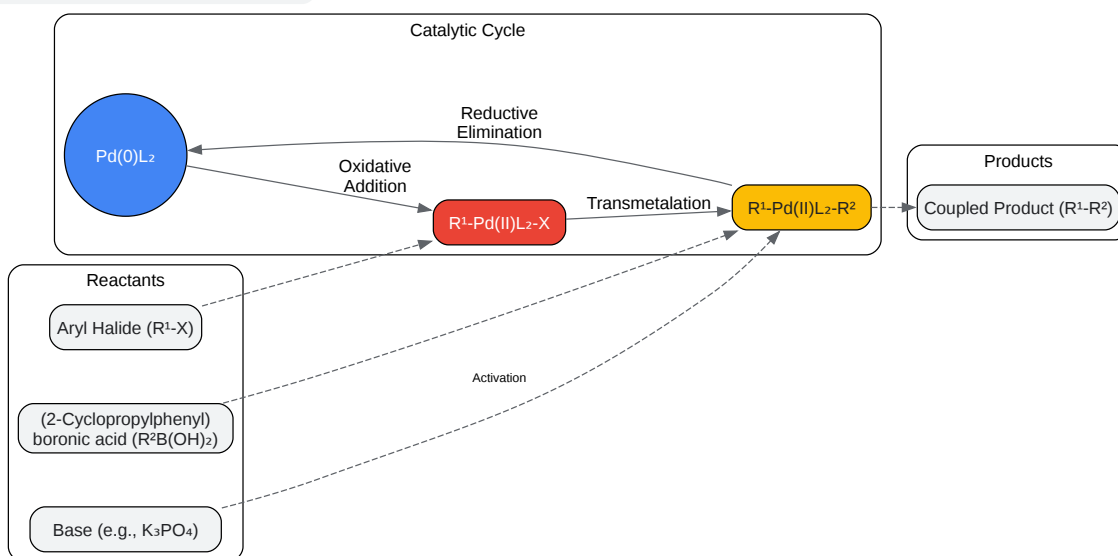 Catalytic Cycle
Reductive
Elimination
Pd(0)L₂
Oxidative
Addition
Products
Transmetalation
R¹-Pd(II)L₂-R²
Coupled Product (R¹-R²)
R¹-Pd(II)L₂-X
Reactants
Aryl Halide (R¹-X)
Activation
(2-Cyclopropylphenyl)
boronic acid (R²B(OH)₂)
Base (e.g., K₃PO₄)